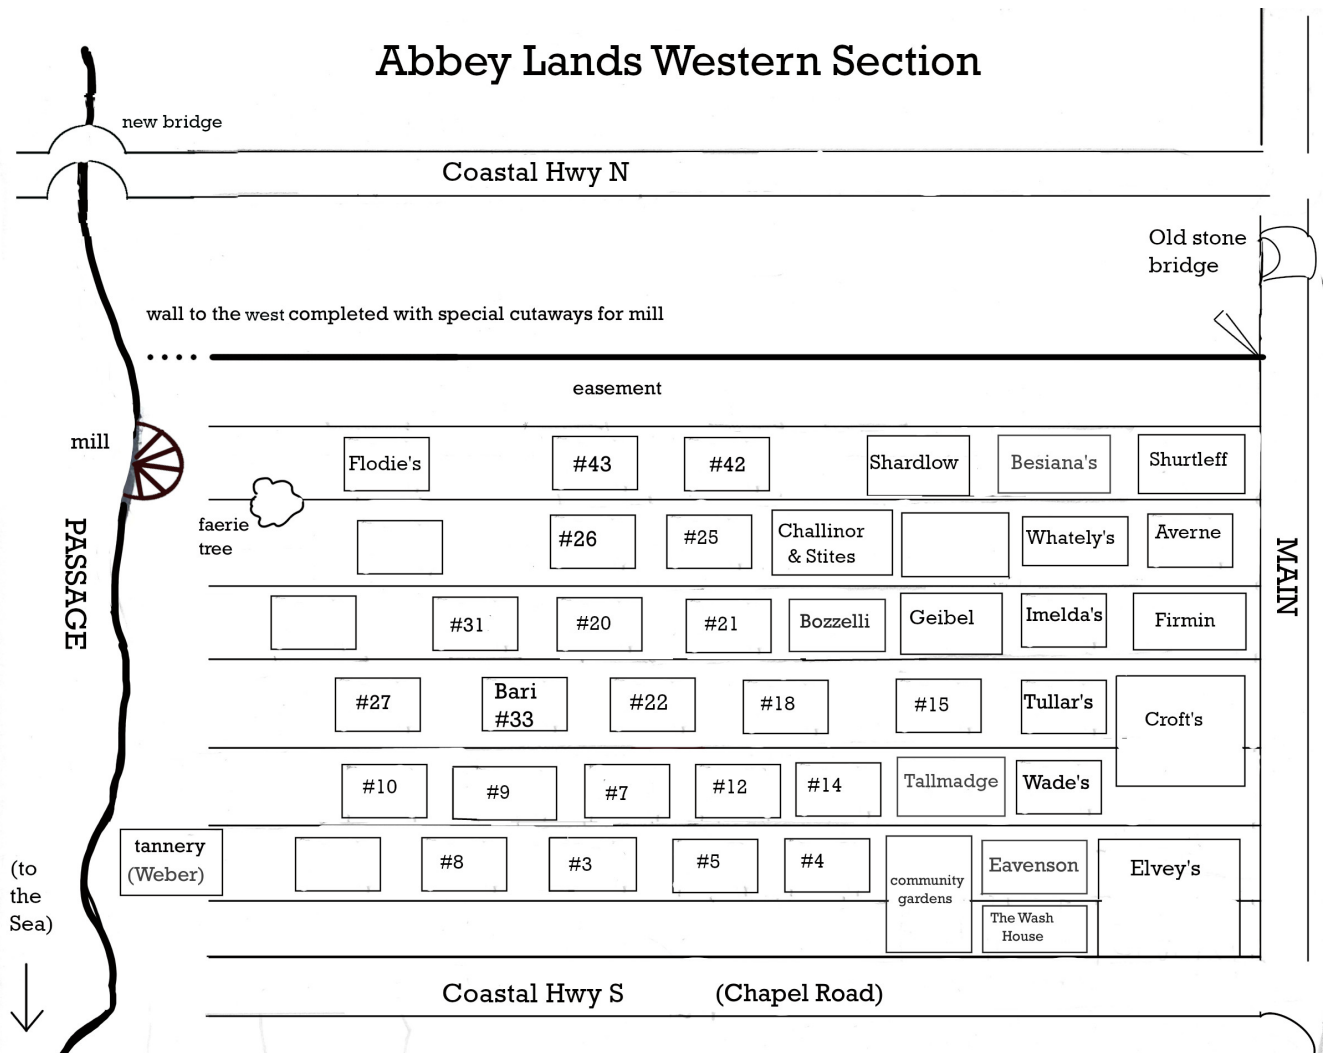 Abbey Lands Western Section
new bridge
Coastal Hwy N
Old stone
bridge
wall to the west completed with special cutaways for mill
easement
mill
Flodie's
#43
#42
Shardlow
Besiana's
Shurtleff
faerie
tree
#26
#25
Challinor
& Stites
Whately's
Averne
PASSAGE
MAIN
#31
#20
#21
Bozzelli
Geibel
Imelda's
Firmin
#27
Bari
#33
#22
#18
#15
Tullar's
Croft's
#10
#9
#7
#12
#14
Tallmadge
Wade's
tannery
(Weber)
#8
#3
#5
#4
community
gardens
Eavenson
Elvey's
The Wash
House
(to
the
Sea)
Coastal Hwy S (Chapel Road)